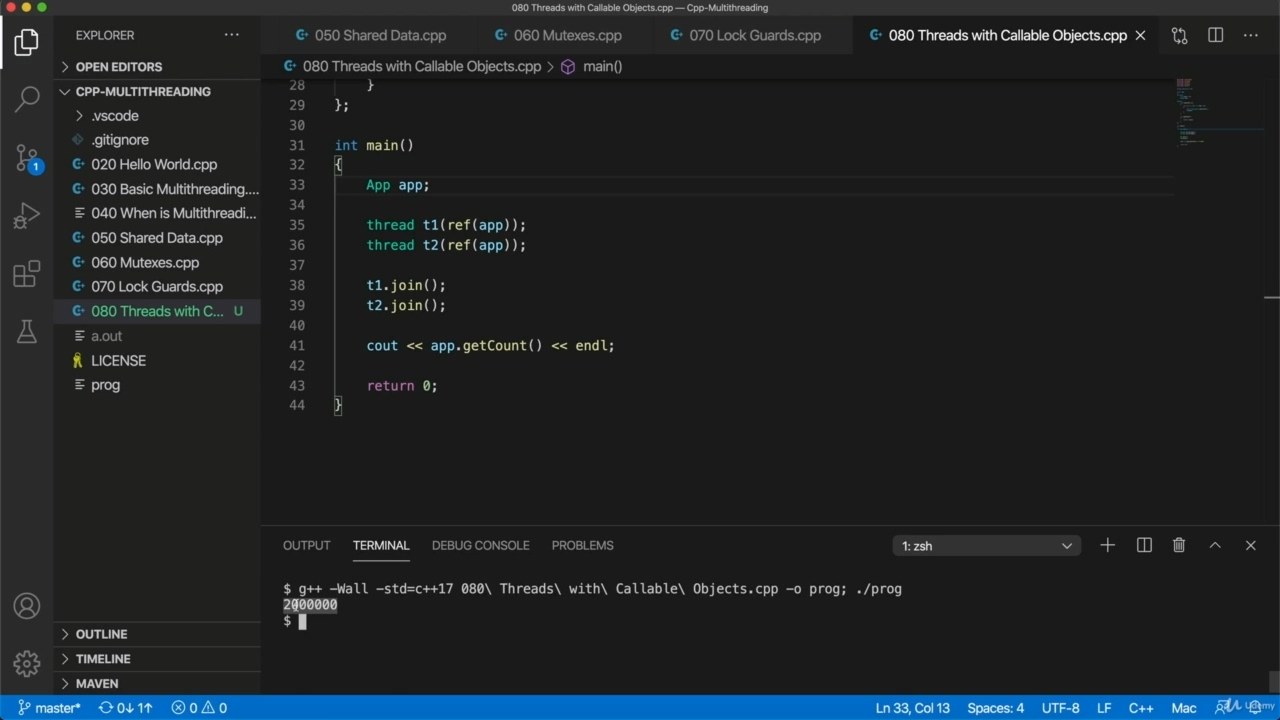 080 Threads with Callable Objects.cpp — Cpp-Multithreading
EXPLORER
050 Shared Data.cpp
060 Mutexes.cpp
070 Lock Guards.cpp
080 Threads with Callable Objects.cpp
OPEN EDITORS
CPP-MULTITHREADING
.vscode
.gitignore
020 Hello World.cpp
030 Basic Multithreading....
040 When is Multithreadi...
050 Shared Data.cpp
060 Mutexes.cpp
070 Lock Guards.cpp
080 Threads with C... U
a.out
LICENSE
prog
OUTLINE
TIMELINE
MAVEN
1
080 Threads with Callable Objects.cpp > main()
28 }
29 };
30
31 int main()
32 {
33 App app;
34
35 thread t1(ref(app));
36 thread t2(ref(app));
37
38 t1.join();
39 t2.join();
40
41 cout << app.getCount() << endl;
42
43 return 0;
44 }
OUTPUT TERMINAL DEBUG CONSOLE PROBLEMS 1: zsh
$ g++ -Wall -std=c++17 080\ Threads\ with\ Callable\ Objects.cpp -o prog; ./prog
2000000
$
master* 0↓ 1↑ 0 0 Ln 33, Col 13 Spaces: 4 UTF-8 LF C++ Mac
Udemy